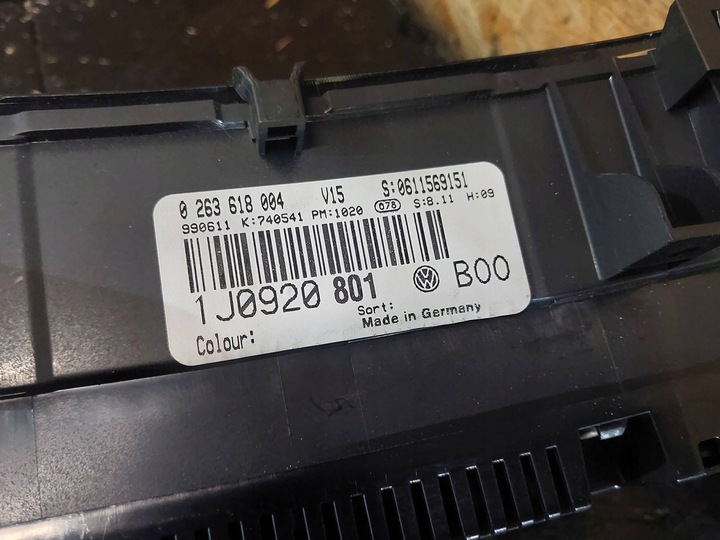 0 263 618 004 V15 S:0611569151
990611 K:740541 PM:1020 078 S:8.11 H:09
1J0920 801 VW B00
Colour: Sort:
Made in Germany